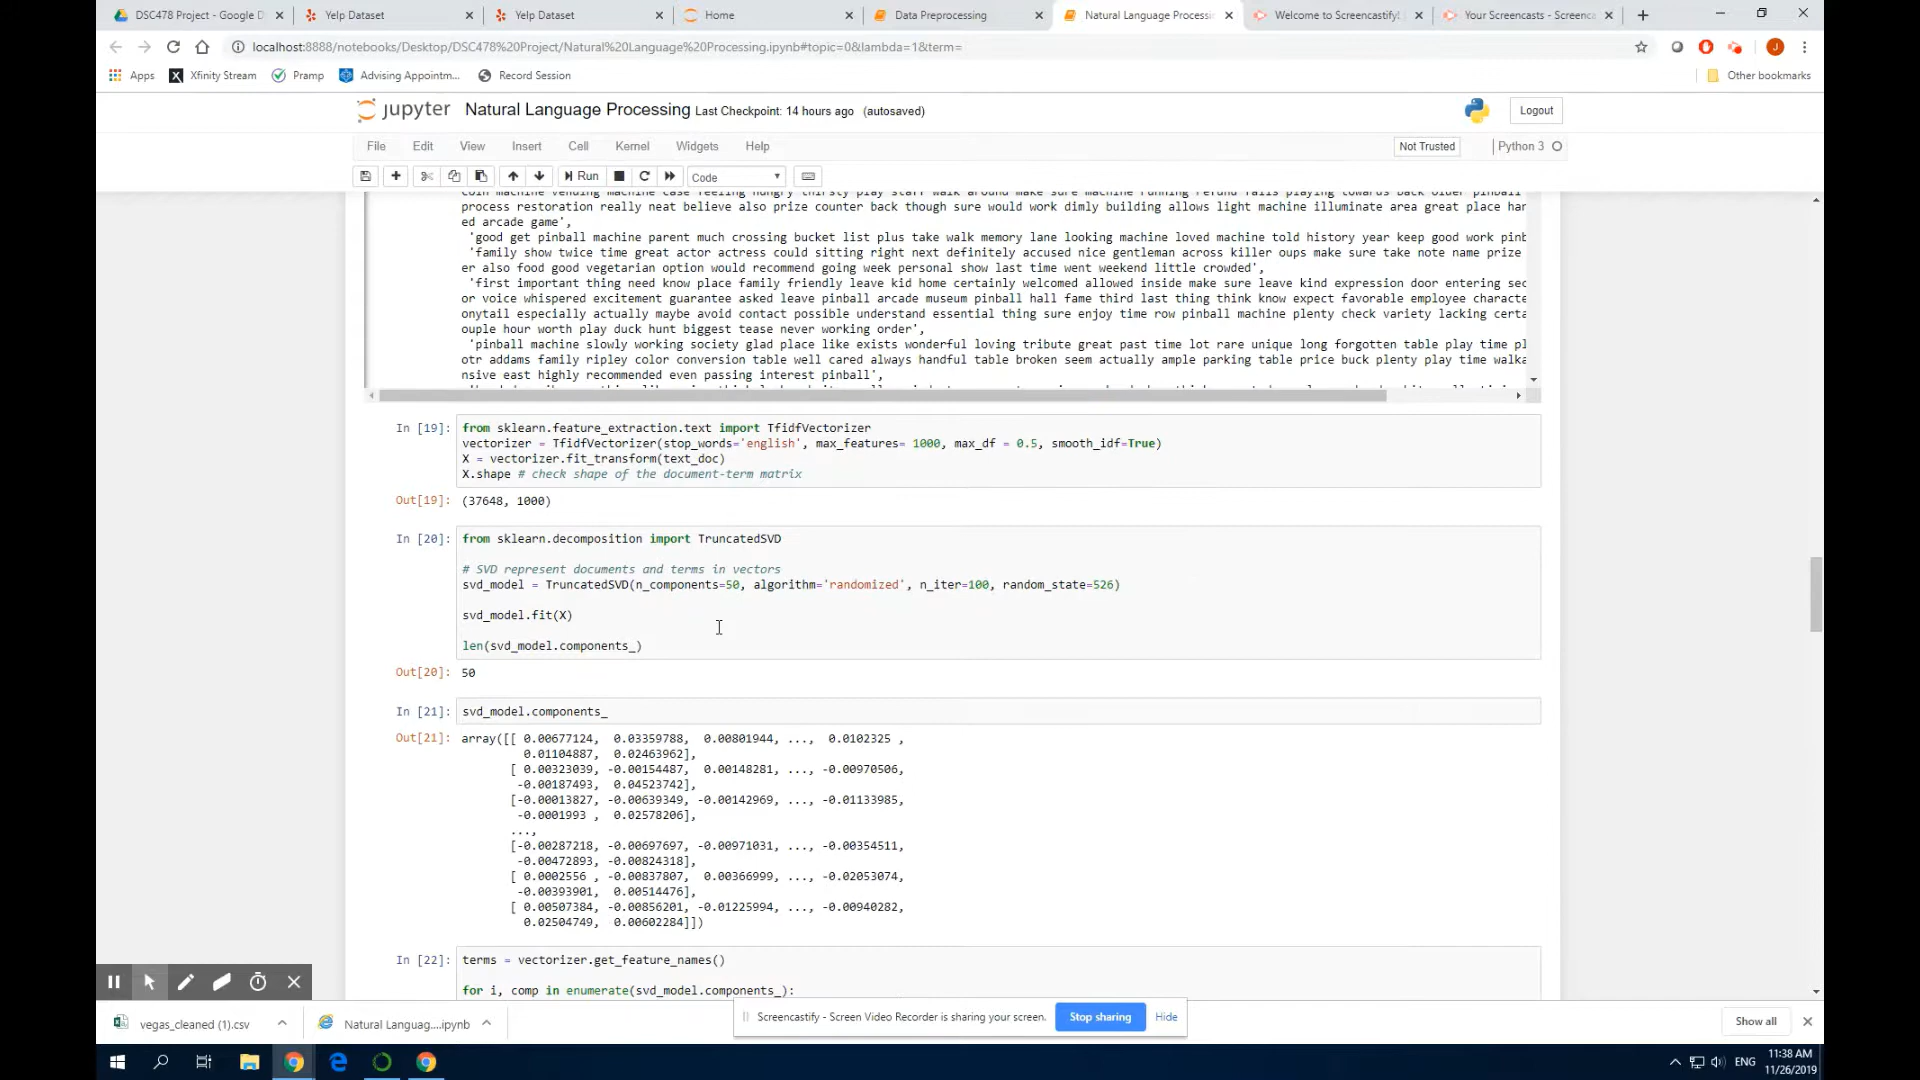 DSC478 Project - Google D
Yelp Dataset
Yelp Dataset
Home
Data Preprocessing
Natural Language Processi
Welcome to Screencastify!
Your Screencasts - Screenca
localhost:8888/notebooks/Desktop/DSC478%20Project/Natural%20Language%20Processing.ipynb#topic=0&lambda=1&term=
J
Apps
Xfinity Stream
Pramp
Advising Appointm...
Record Session
Other bookmarks
jupyter
Natural Language Processing Last Checkpoint: 14 hours ago (autosaved)
Logout
File
Edit
View
Insert
Cell
Kernel
Widgets
Help
Not Trusted
Python 3
Run
Code
coin machine vending machine case feeling hungry thirsty play staff walk around make sure machine running refund fails playing towards back older pinball
process restoration really neat believe also prize counter back though sure would work dimly building allows light machine illuminate area great place har
ed arcade game',
'good get pinball machine parent much crossing bucket list plus take walk memory lane looking machine loved machine told history year keep good work pinb
'family show twice time great actor actress could sitting right next definitely accused nice gentleman across killer oups make sure take note name prize
er also food good vegetarian option would recommend going week personal show last time went weekend little crowded',
'first important thing need know place family friendly leave kid home certainly welcomed allowed inside make sure leave kind expression door entering sec
or voice whispered excitement guarantee asked leave pinball arcade museum pinball hall fame third last thing think know expect favorable employee characte
onytail especially actually maybe avoid contact possible understand essential thing sure enjoy time row pinball machine plenty check variety lacking certa
ouple hour worth play duck hunt biggest tease never working order',
'pinball machine slowly working society glad place like exists wonderful loving tribute great past time lot rare unique long forgotten table play time pl
otr addams family ripley color conversion table well cared always handful table broken seem actually ample parking table price buck plenty play time walka
nsive east highly recommended even passing interest pinball',
In [19]: from sklearn.feature_extraction.text import TfidfVectorizer
vectorizer = TfidfVectorizer(stop_words='english', max_features= 1000, max_df = 0.5, smooth_idf=True)
X = vectorizer.fit_transform(text_doc)
X.shape # check shape of the document-term matrix
Out[19]: (37648, 1000)
In [20]: from sklearn.decomposition import TruncatedSVD
# SVD represent documents and terms in vectors
svd_model = TruncatedSVD(n_components=50, algorithm='randomized', n_iter=100, random_state=526)
svd_model.fit(X)
len(svd_model.components_)
Out[20]: 50
In [21]: svd_model.components_
Out[21]: array([[ 0.00677124, 0.03359788, 0.00801944, ..., 0.0102325 ,
0.01104887, 0.02463962],
[ 0.00323039, -0.00154487, 0.00148281, ..., -0.00970506,
-0.00187493, 0.04523742],
[-0.00013827, -0.00639349, -0.00142969, ..., -0.01133985,
-0.0001993 , 0.02578206],
...,
[-0.00287218, -0.00697697, -0.00971031, ..., -0.00354511,
-0.00472893, -0.00824318],
[ 0.0002556 , -0.00837807, 0.00366999, ..., -0.02053074,
-0.00393901, 0.00514476],
[ 0.00507384, -0.00856201, -0.01225994, ..., -0.00940282,
0.02504749, 0.00602284]])
In [22]: terms = vectorizer.get_feature_names()
for i, comp in enumerate(svd_model.components_):
Screencastify - Screen Video Recorder is sharing your screen.
Stop sharing
Hide
vegas_cleaned (1).csv
Natural Languag....ipynb
Show all
ENG
11:38 AM
11/26/2019